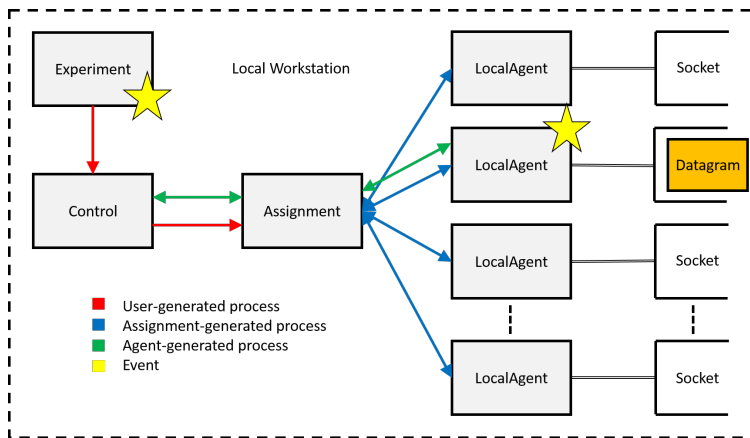 Experiment
Local Workstation
LocalAgent
Socket
LocalAgent
Datagram
Control
Assignment
LocalAgent
Socket
User-generated process
Assignment-generated process
Agent-generated process
Event
LocalAgent
Socket